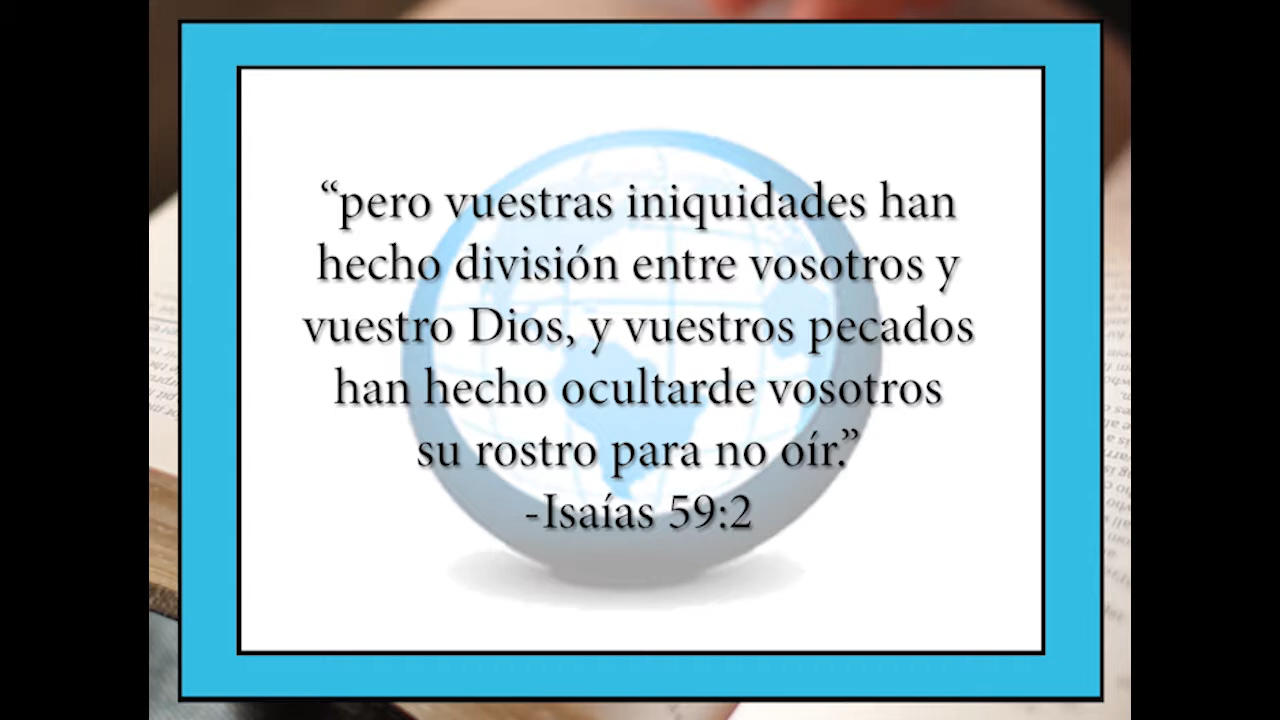 “pero vuestras iniquidades han
hecho división entre vosotros y
vuestro Dios, y vuestros pecados
han hecho ocultarde vosotros
su rostro para no oír.”
-Isaías 59:2